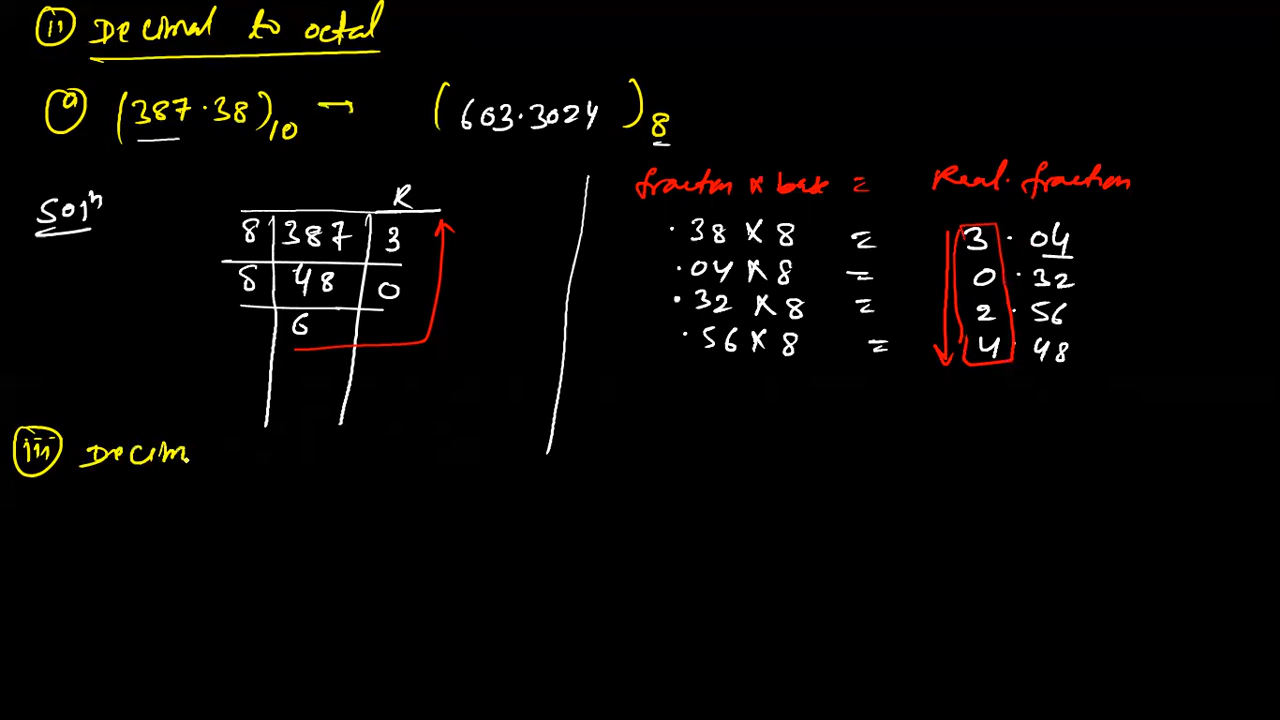 ii Decimal to octal
a (387.38)10 → (603.3024)8
Soln
R
8 387 3
8 48 0
6
fraction x base = Real. fraction
.38 x 8 = 3.04
.04 x 8 = 0.32
.32 x 8 = 2.56
.56 x 8 = 4.48
iii Decim